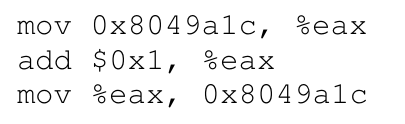 mov 0x8049a1c, %eax
add $0x1, %eax
mov %eax, 0x8049a1c